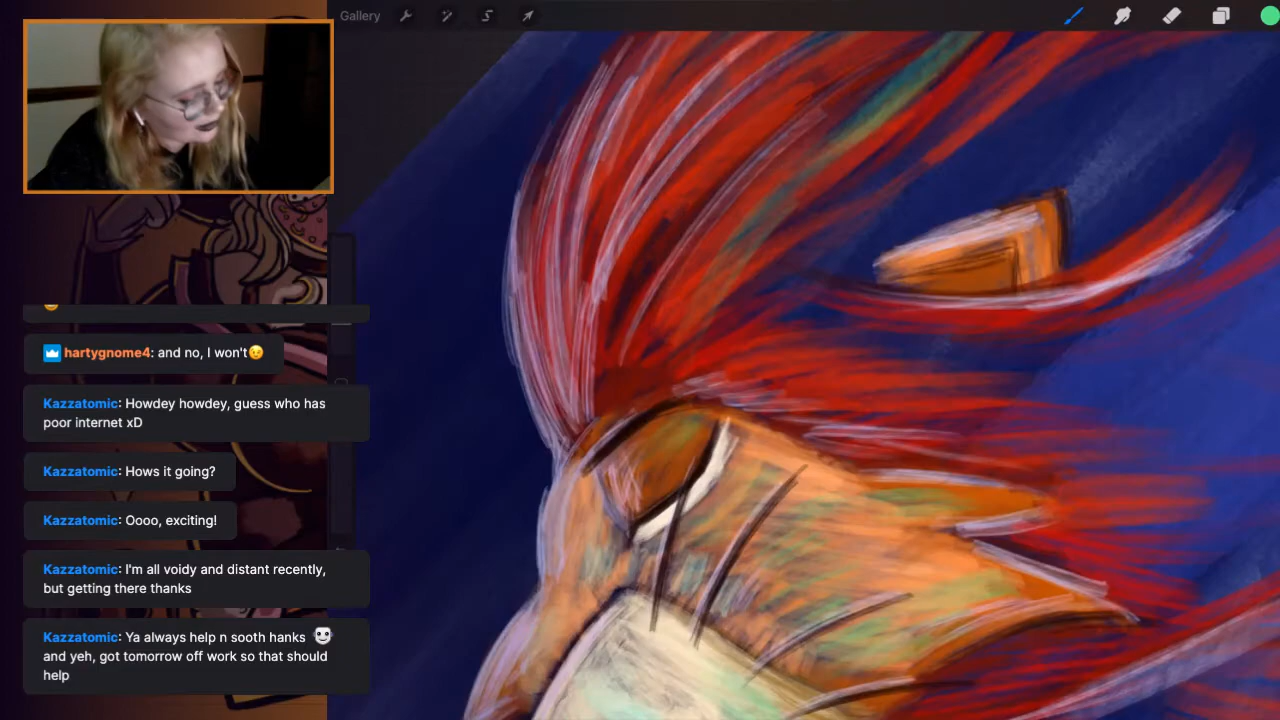 Gallery
hartygnome4: and no, I won't😉
Kazzatomic: Howdey howdey, guess who has
poor internet xD
Kazzatomic: Hows it going?
Kazzatomic: Oooo, exciting!
Kazzatomic: I'm all voidy and distant recently,
but getting there thanks
Kazzatomic: Ya always help n sooth hanks
and yeh, got tomorrow off work so that should
help